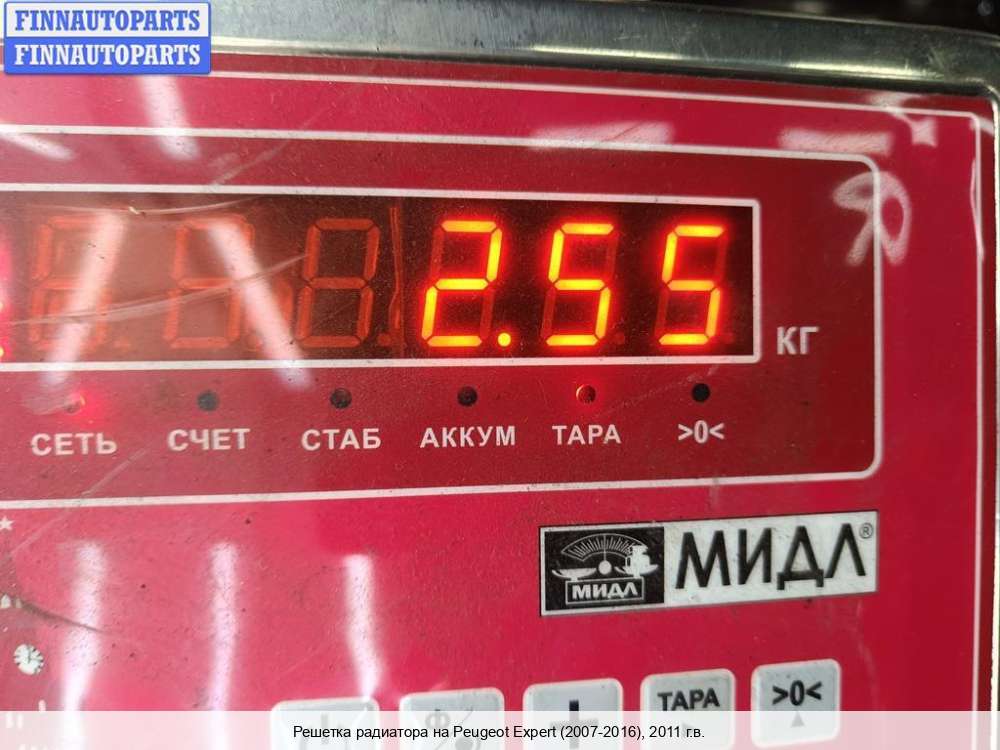 FINNAUTOPARTS
FINNAUTOPARTS
2.55
КГ
СЕТЬ СЧЕТ СТАБ АККУМ ТАРА >0<
МИДЛ МИДЛ®
ТАРА >0<
Решетка радиатора на Peugeot Expert (2007-2016), 2011 г.в.